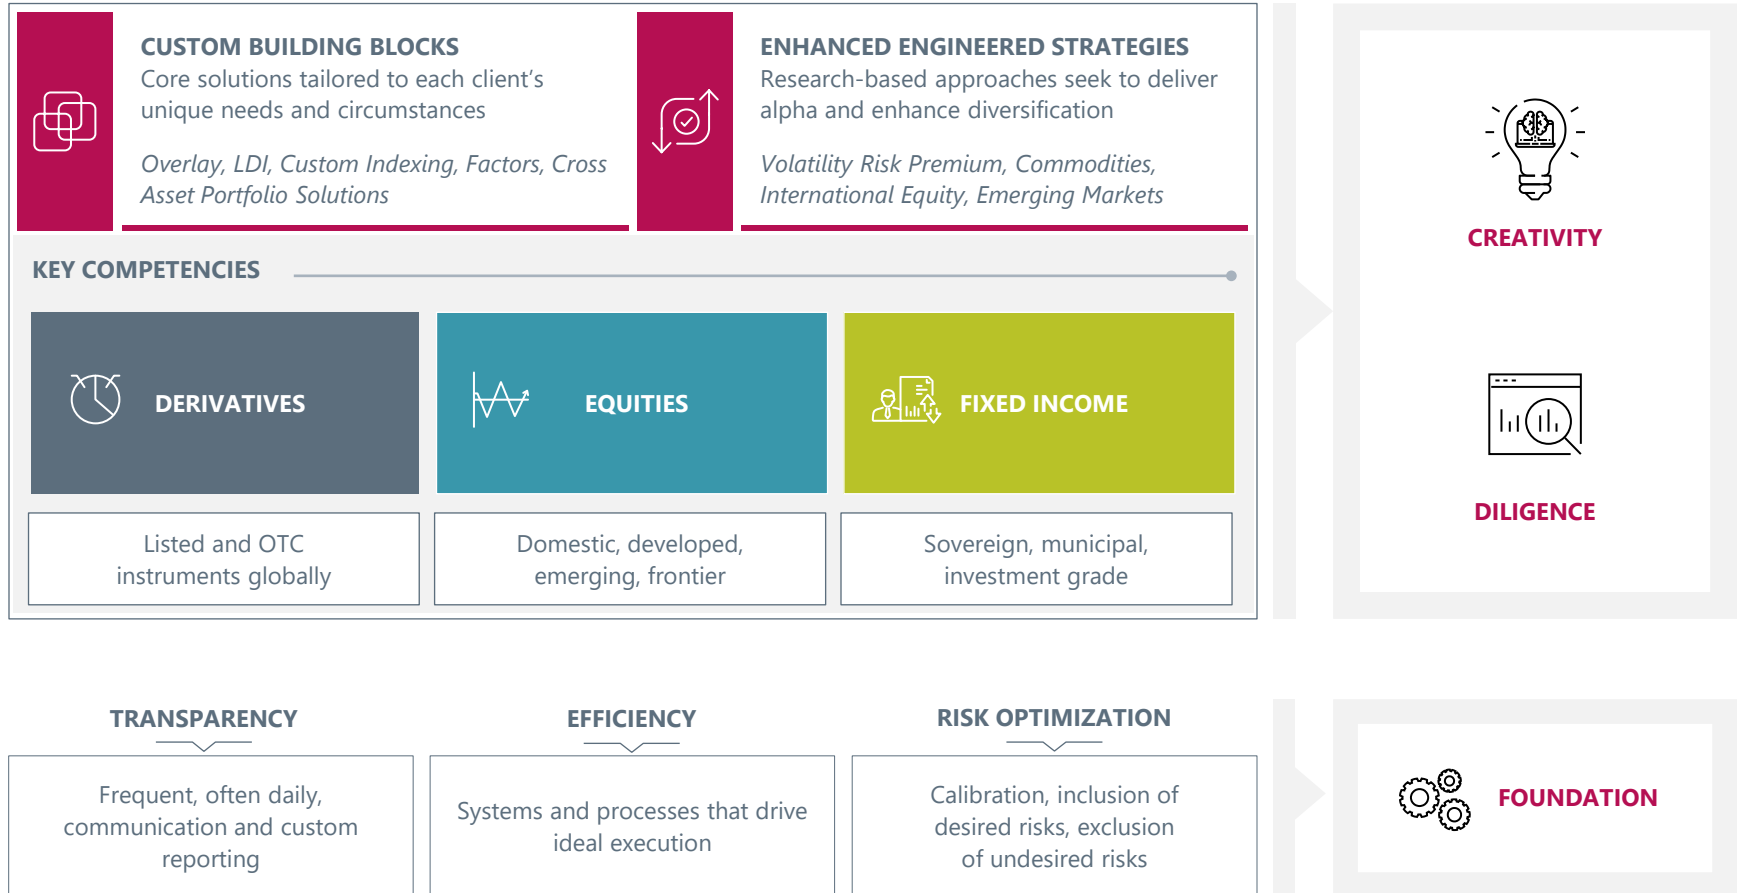 CUSTOM BUILDING BLOCKS
Core solutions tailored to each client's
unique needs and circumstances
Overlay, LDI, Custom Indexing, Factors, Cross
Asset Portfolio Solutions
ENHANCED ENGINEERED STRATEGIES
Research-based approaches seek to deliver
alpha and enhance diversification
Volatility Risk Premium, Commodities,
International Equity, Emerging Markets
CREATIVITY
DILIGENCE
KEY COMPETENCIES
DERIVATIVES
Listed and OTC
instruments globally
EQUITIES
Domestic, developed,
emerging, frontier
FIXED INCOME
Sovereign, municipal,
investment grade
TRANSPARENCY
Frequent, often daily,
communication and custom
reporting
EFFICIENCY
Systems and processes that drive
ideal execution
RISK OPTIMIZATION
Calibration, inclusion of
desired risks, exclusion
of undesired risks
FOUNDATION